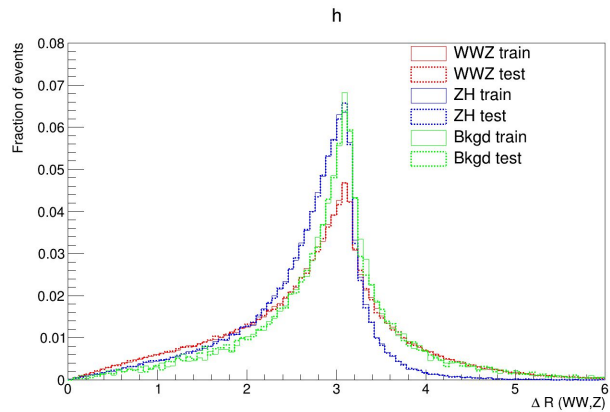 h
Fraction of events
0.08
0.07
0.06
0.05
0.04
0.03
0.02
0.01
0
WWZ train
WWZ test
ZH train
ZH test
Bkgd train
Bkgd test
0 1 2 3 4 5 6
Δ R (WW,Z)